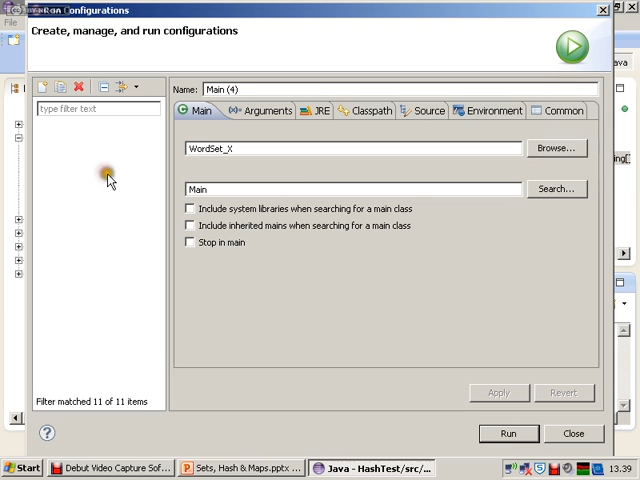 Configurations
File
Create, manage, and run configurations
Java
type filter text
Name: Main (4)
Main
Arguments
JRE
Classpath
Source
Environment
Common
WordSet_X
Browse...
ing[]
Main
Search...
Include system libraries when searching for a main class
Include inherited mains when searching for a main class
Stop in main
Filter matched 11 of 11 items
Apply
Revert
Run
Close
Start
Debut Video Capture Sof...
Sets, Hash & Maps.pptx ...
Java - HashTest/src/...
13.39